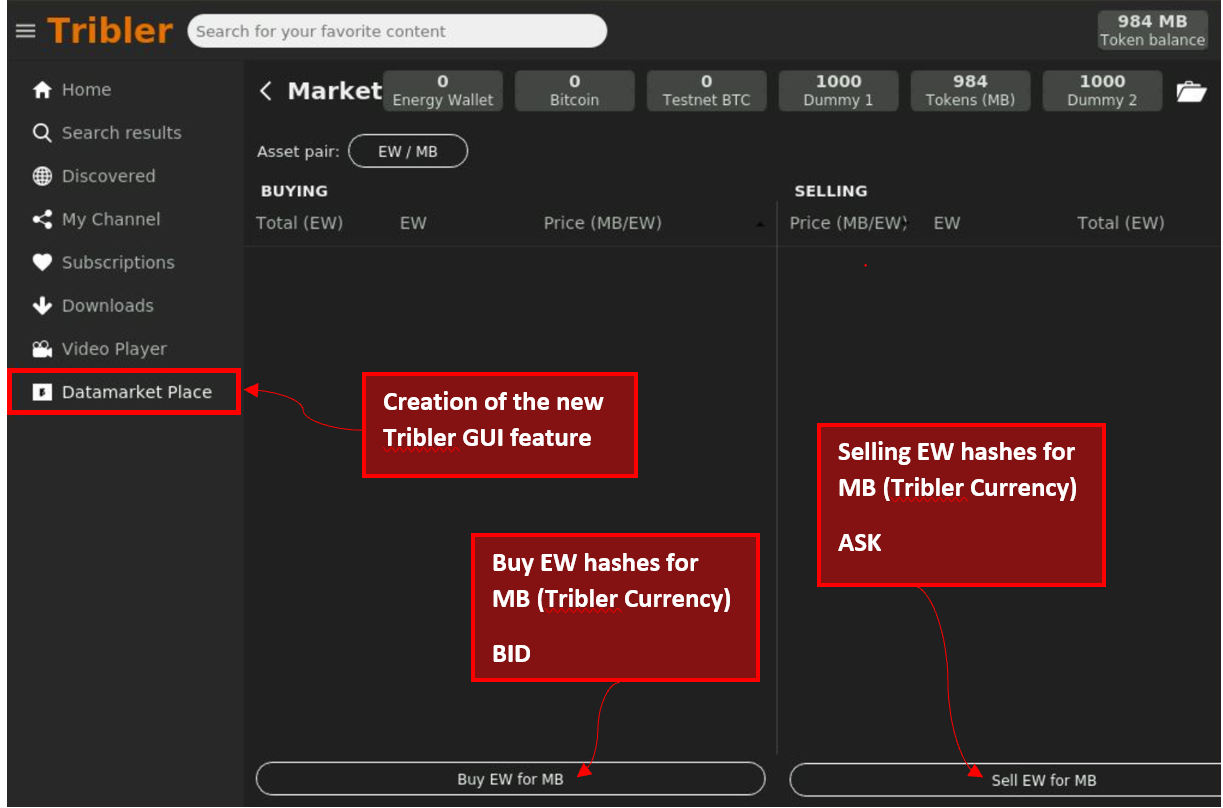 Tribler
Search for your favorite content
984 MB
Token balance
Home
Search results
Discovered
My Channel
Subscriptions
Downloads
Video Player
Datamarket Place
Market
0
Energy Wallet
0
Bitcoin
0
Testnet BTC
1000
Dummy 1
984
Tokens (MB)
1000
Dummy 2
Asset pair: EW / MB
BUYING
Total (EW) EW Price (MB/EW)
SELLING
Price (MB/EW) EW Total (EW)
Creation of the new
Tribler GUI feature
Buy EW hashes for
MB (Tribler Currency)
BID
Selling EW hashes for
MB (Tribler Currency)
ASK
Buy EW for MB
Sell EW for MB